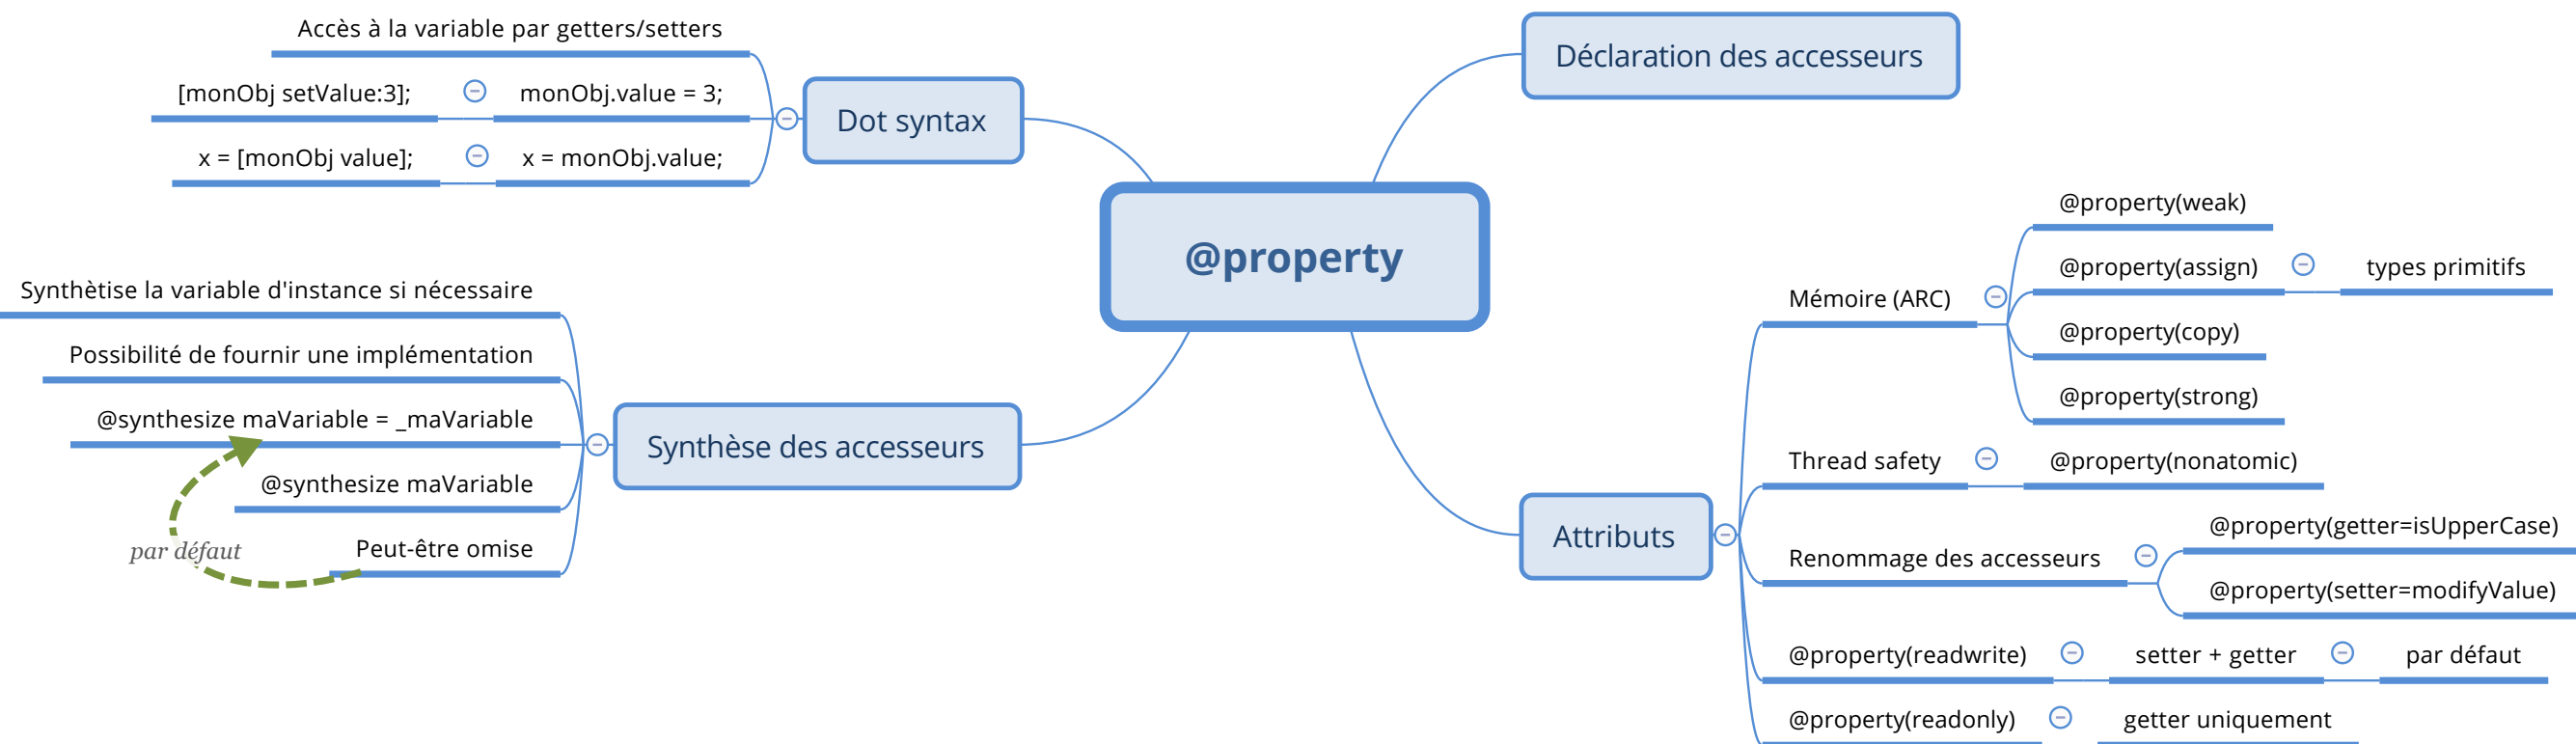 @property
Déclaration des accesseurs
Attributs
Mémoire (ARC)
@property(weak)
@property(assign)
types primitifs
@property(copy)
@property(strong)
Thread safety
@property(nonatomic)
Renommage des accesseurs
@property(getter=isUpperCase)
@property(setter=modifyValue)
@property(readwrite)
setter + getter
par défaut
@property(readonly)
getter uniquement
Dot syntax
Accès à la variable par getters/setters
monObj.value = 3;
[monObj setValue:3];
x = monObj.value;
x = [monObj value];
Synthèse des accesseurs
Synthètise la variable d'instance si nécessaire
Possibilité de fournir une implémentation
@synthesize maVariable = _maVariable
@synthesize maVariable
Peut-être omise
par défaut